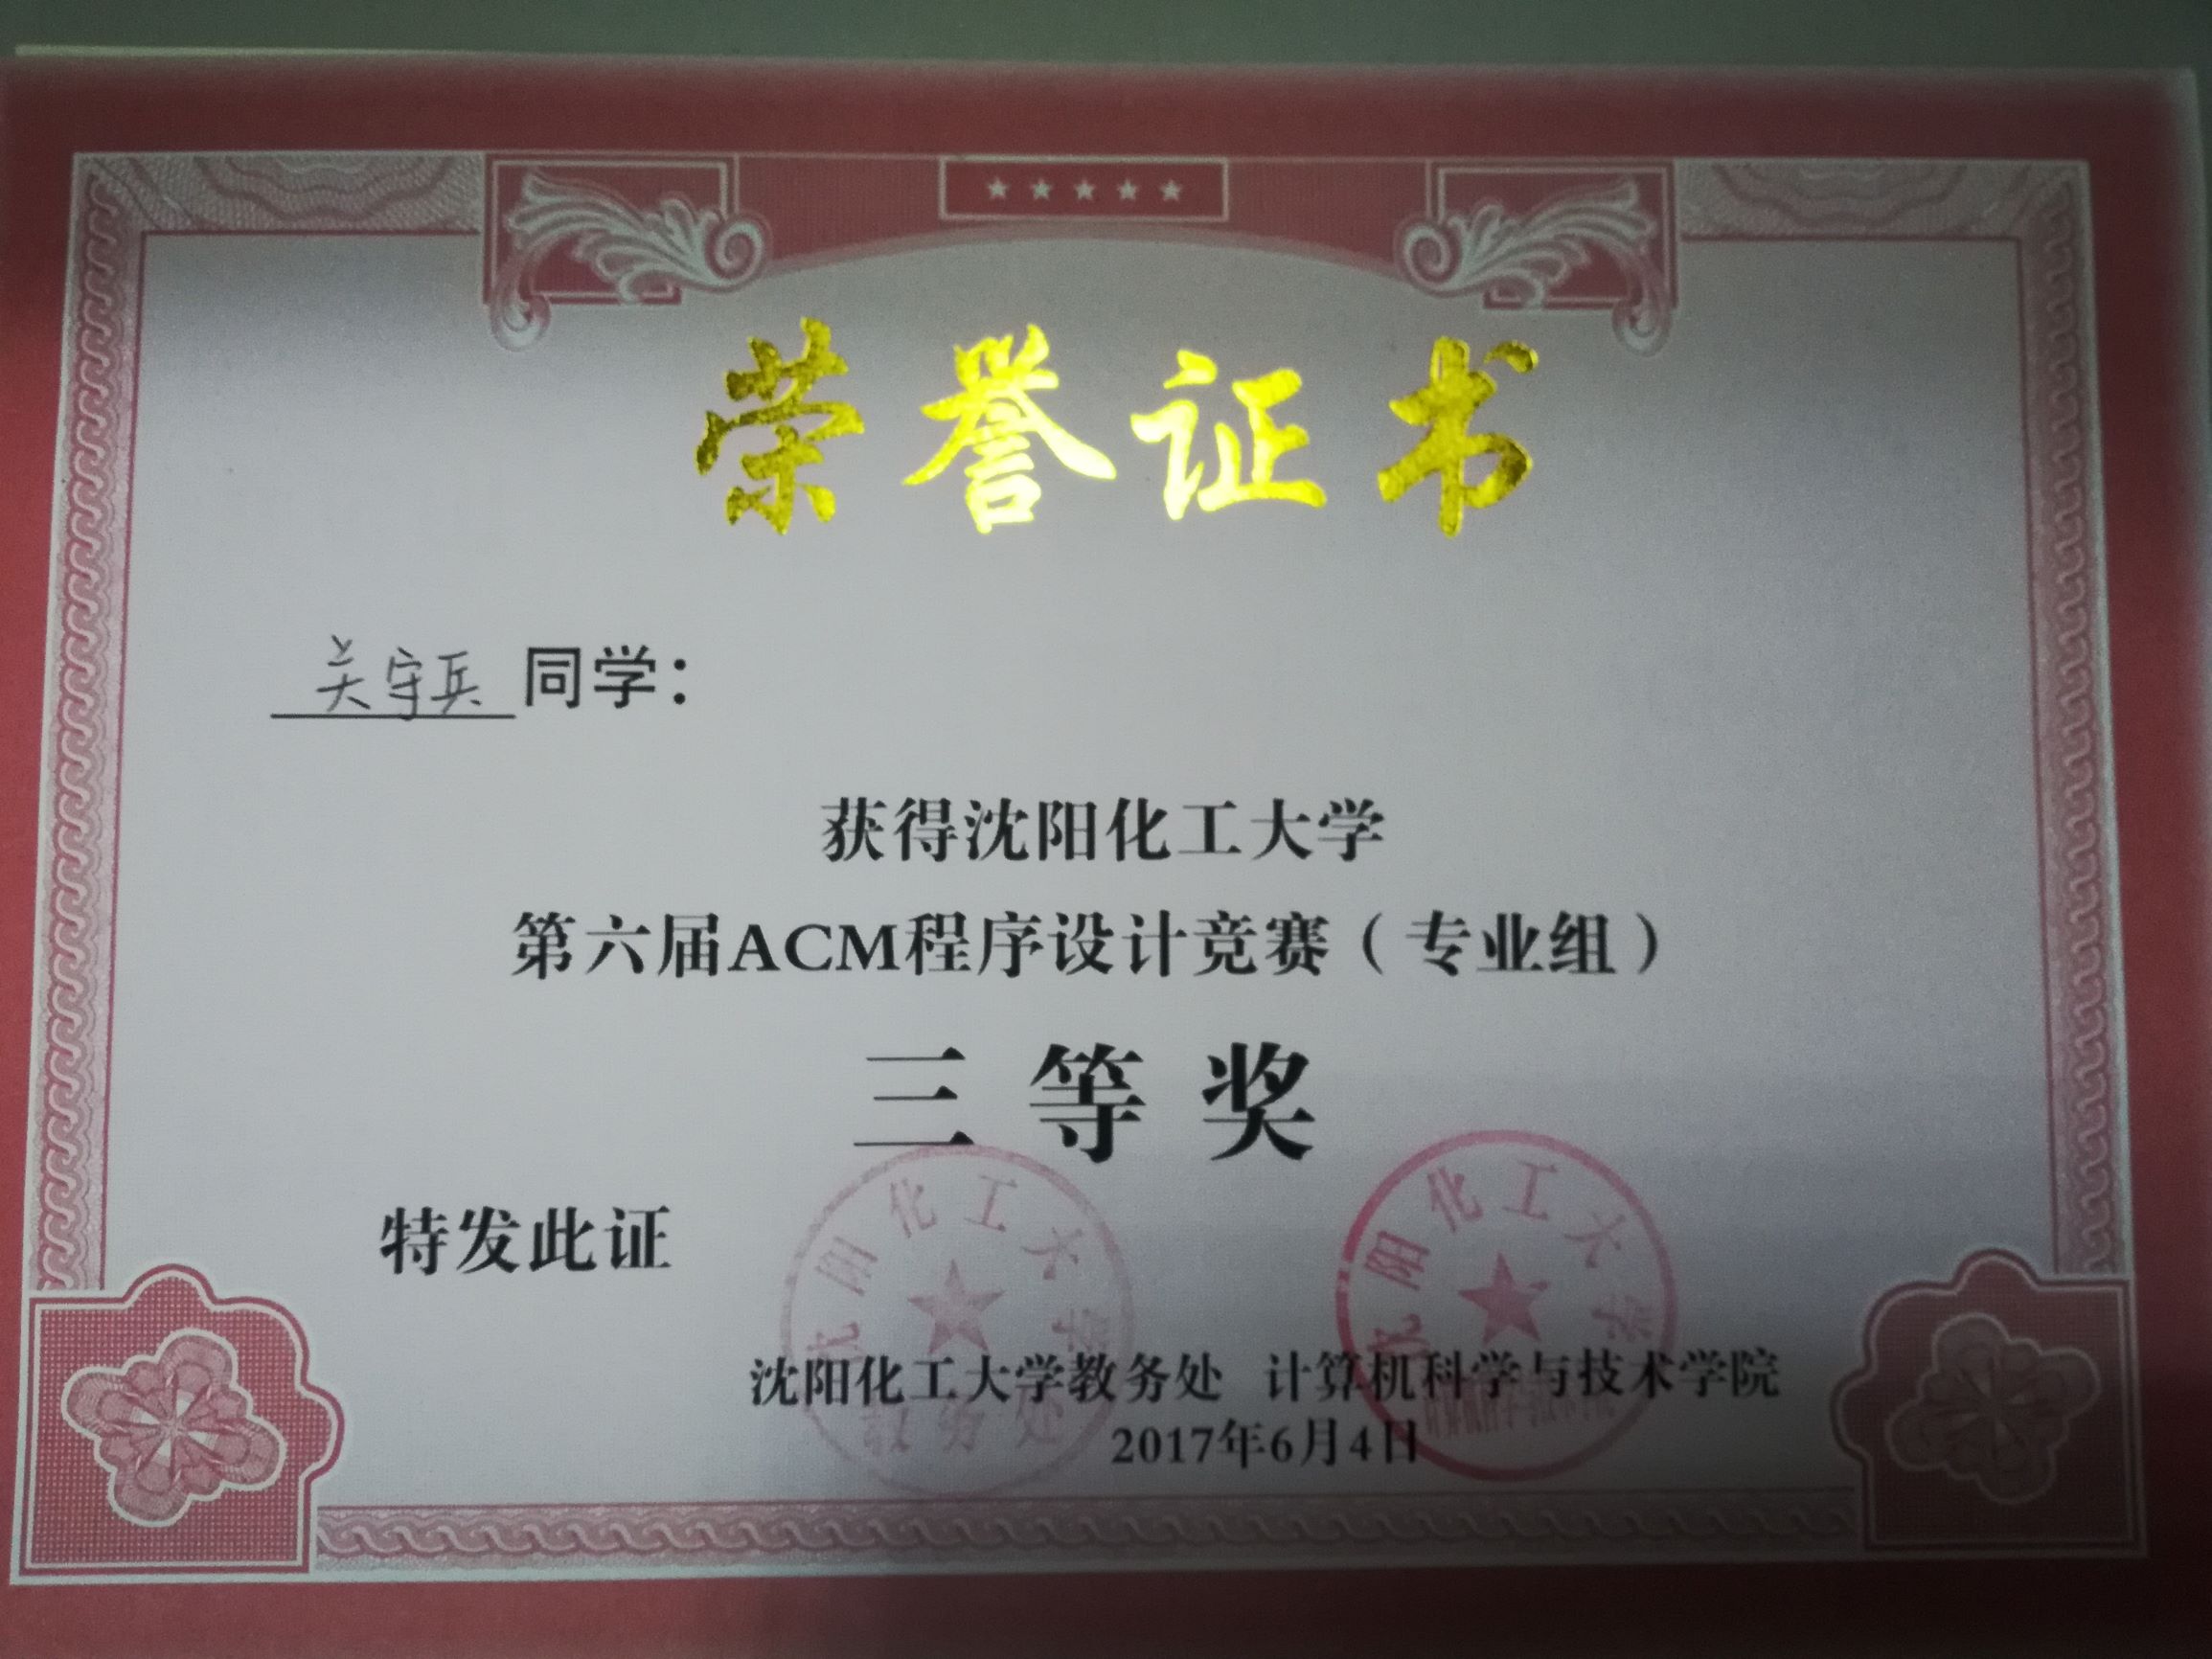 荣誉证书
关守兵同学：
获得沈阳化工大学
第六届ACM程序设计竞赛（专业组）
三等奖
特发此证
沈阳化工大学
沈阳化工大学
沈阳化工大学教务处 计算机科学与技术学院
教务处
计算机科学与技术学院
2017年6月4日